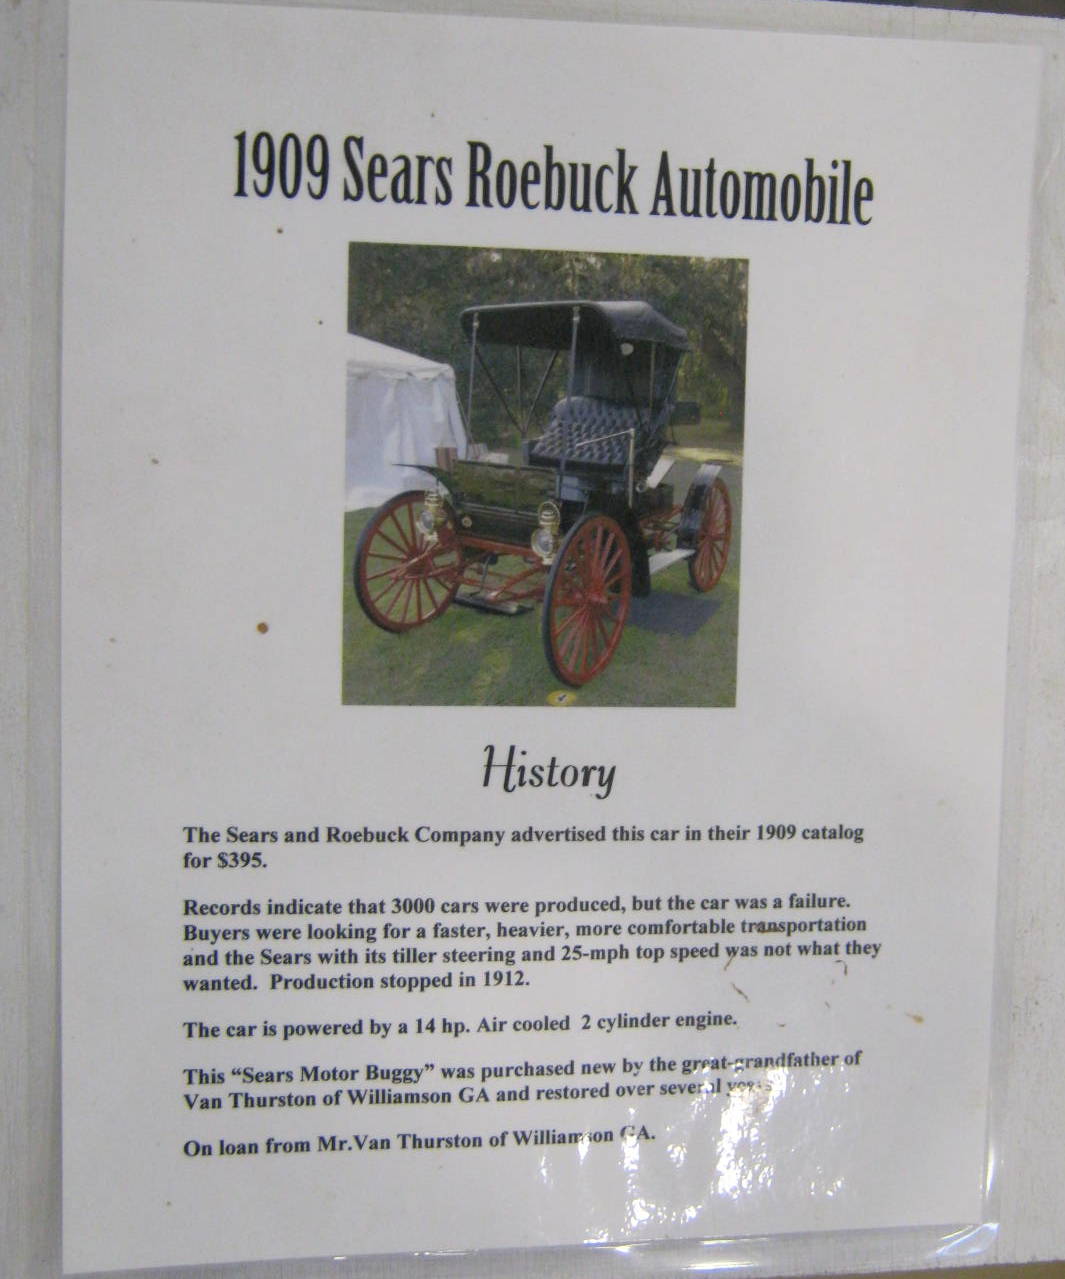 1909 Sears Roebuck Automobile
History
The Sears and Roebuck Company advertised this car in their 1909 catalog
for $395.
Records indicate that 3000 cars were produced, but the car was a failure.
Buyers were looking for a faster, heavier, more comfortable transportation
and the Sears with its tiller steering and 25-mph top speed was not what they
wanted. Production stopped in 1912.
The car is powered by a 14 hp. Air cooled 2 cylinder engine.
This “Sears Motor Buggy” was purchased new by the great-grandfather of
Van Thurston of Williamson GA and restored over several years
On loan from Mr.Van Thurston of Williamson GA.